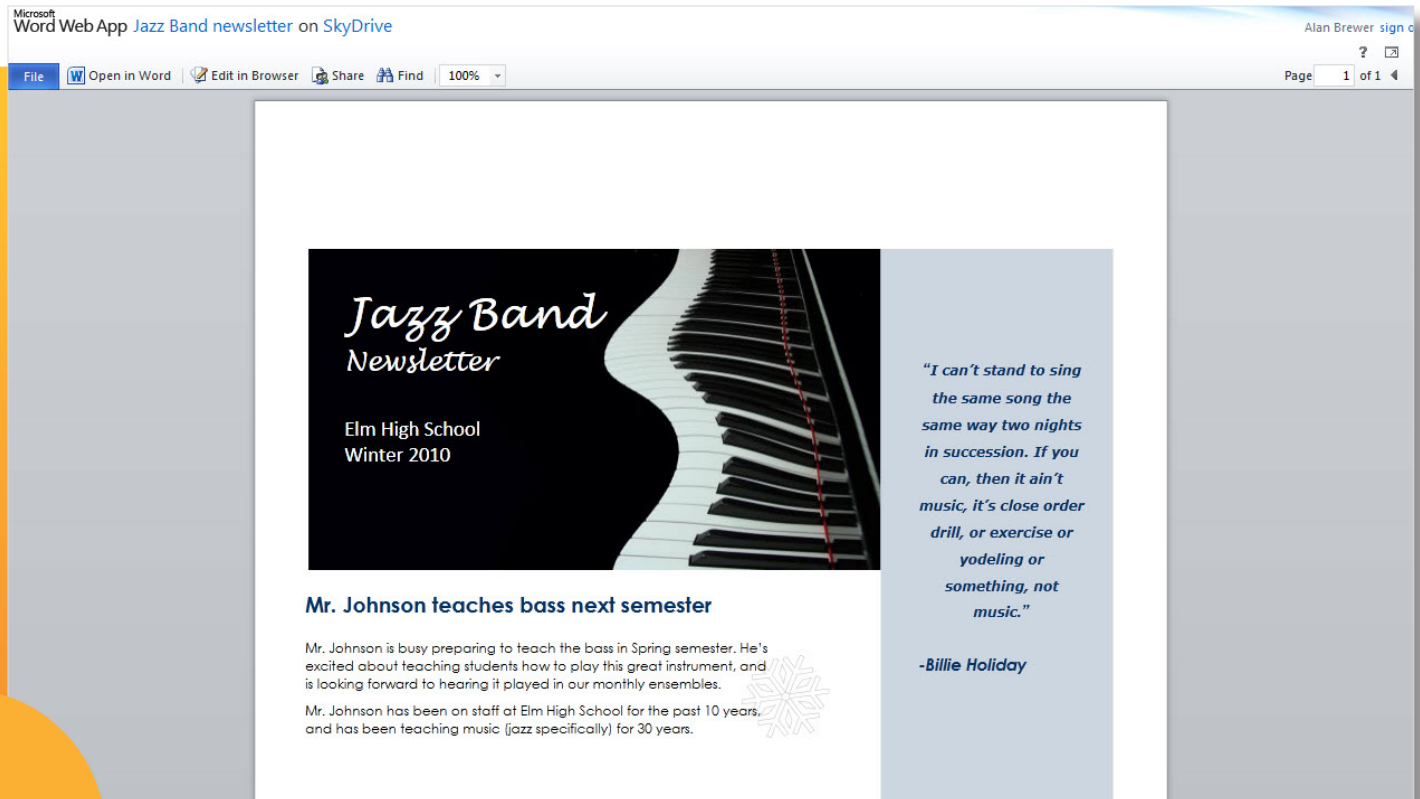 Microsoft
Word Web App Jazz Band newsletter on SkyDrive
Alan Brewer sign o
?
File Open in Word Edit in Browser Share Find 100%
Page 1 of 1
Jazz Band
Newsletter
Elm High School
Winter 2010
"I can't stand to sing
the same song the
same way two nights
in succession. If you
can, then it ain't
music, it's close order
drill, or exercise or
yodeling or
something, not
music."
-Billie Holiday
Mr. Johnson teaches bass next semester
Mr. Johnson is busy preparing to teach the bass in Spring semester. He's
excited about teaching students how to play this great instrument, and
is looking forward to hearing it played in our monthly ensembles.
Mr. Johnson has been on staff at Elm High School for the past 10 years,
and has been teaching music (jazz specifically) for 30 years.